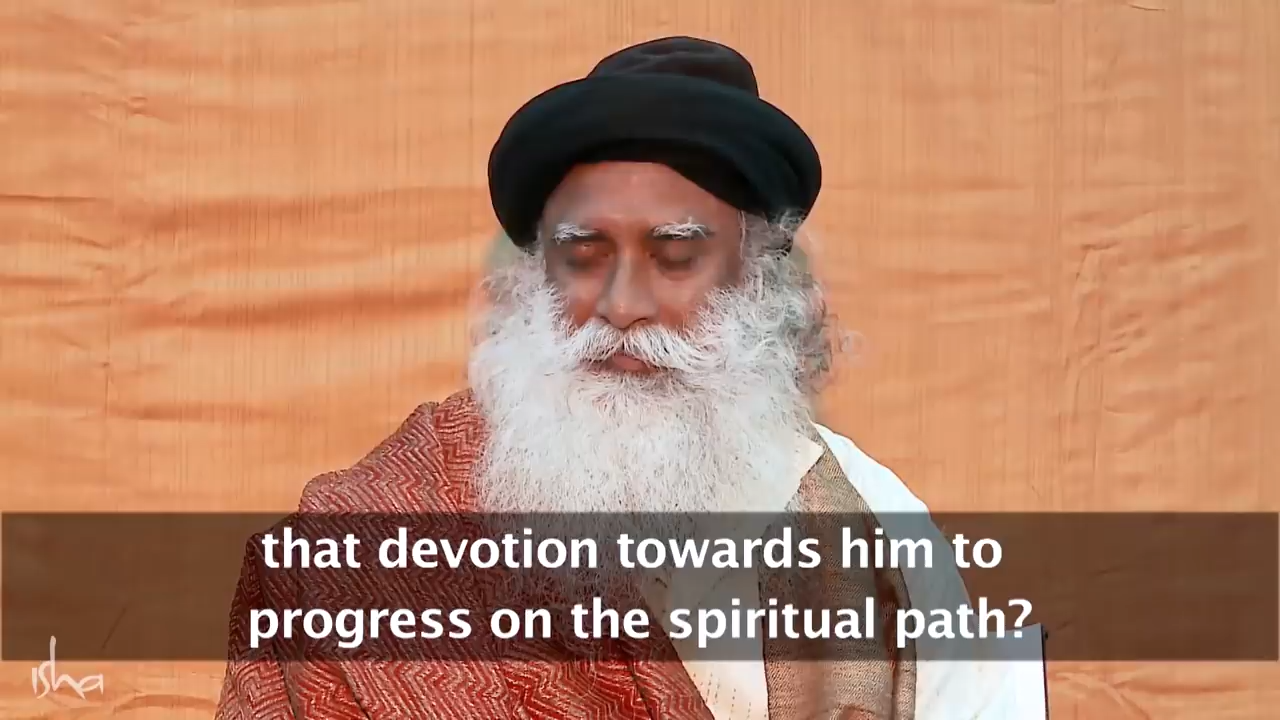 that devotion towards him to
progress on the spiritual path?
isha